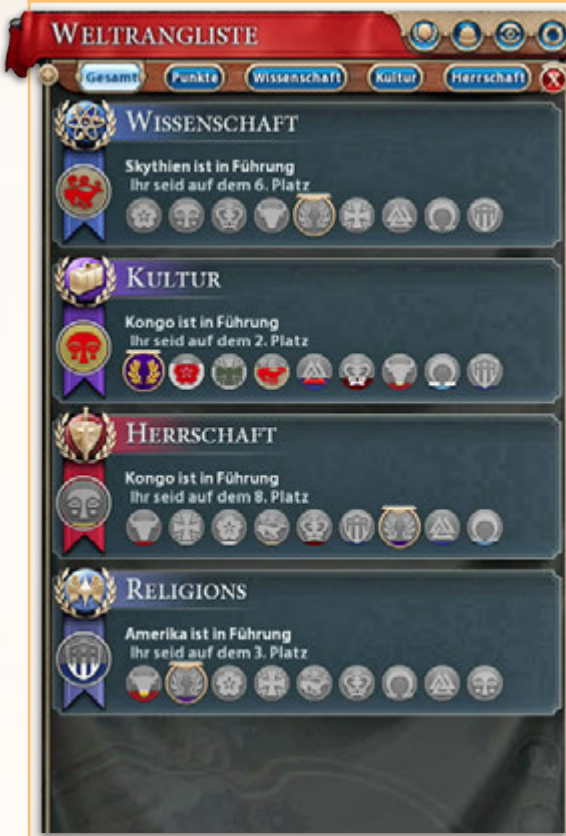 WELTRANGLISTE
Gesamt Punkte Wissenschaft Kultur Herrschaft X
WISSENSCHAFT
Skythien ist in Führung
Ihr seid auf dem 6. Platz
KULTUR
Kongo ist in Führung
Ihr seid auf dem 2. Platz
HERRSCHAFT
Kongo ist in Führung
Ihr seid auf dem 8. Platz
RELIGIONS
Amerika ist in Führung
Ihr seid auf dem 3. Platz